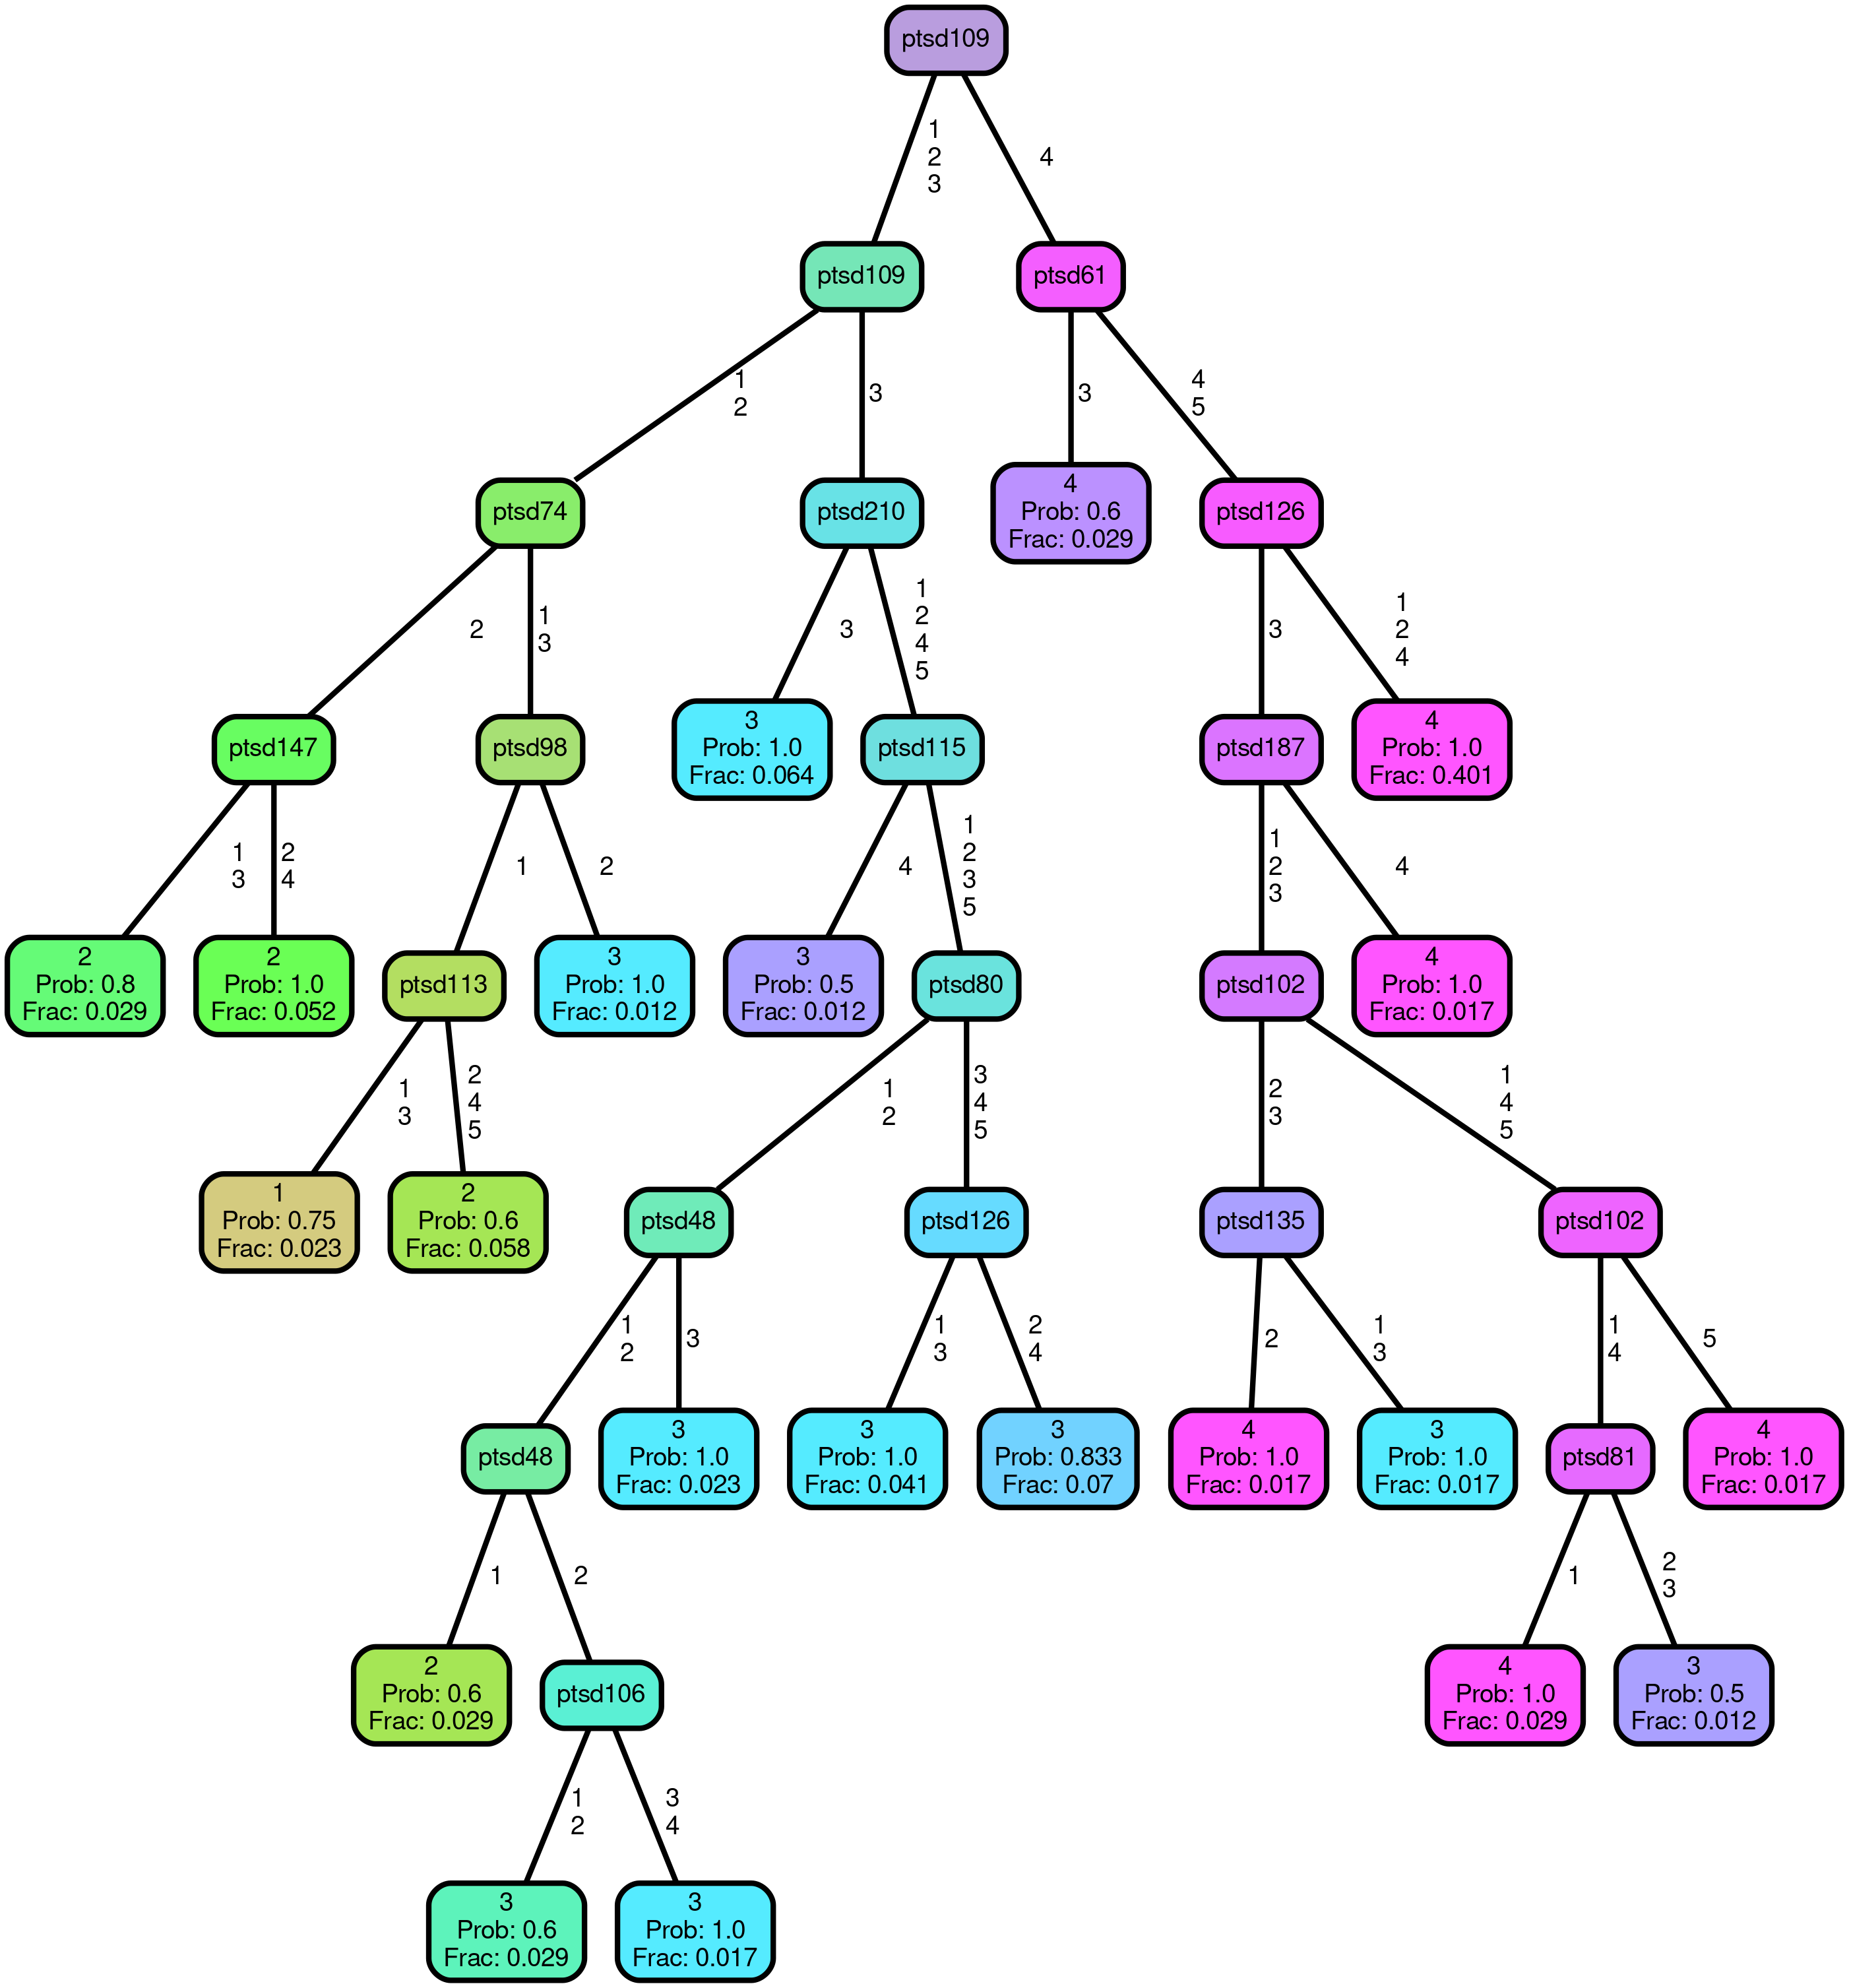 ptsd109
1
2
3
4
ptsd109
ptsd61
1
2
3
3
4
5
ptsd74
ptsd210
4
Prob: 0.6
Frac: 0.029
ptsd126
2
1
3
3
1
2
4
5
3
1
2
4
ptsd147
ptsd98
3
Prob: 1.0
Frac: 0.064
ptsd115
ptsd187
4
Prob: 1.0
Frac: 0.401
1
3
2
4
1
2
4
1
2
3
5
1
2
3
4
2
Prob: 0.8
Frac: 0.029
2
Prob: 1.0
Frac: 0.052
ptsd113
3
Prob: 1.0
Frac: 0.012
3
Prob: 0.5
Frac: 0.012
ptsd80
ptsd102
4
Prob: 1.0
Frac: 0.017
1
3
2
4
5
1
2
3
4
5
2
3
1
4
5
1
Prob: 0.75
Frac: 0.023
2
Prob: 0.6
Frac: 0.058
ptsd48
ptsd126
ptsd135
ptsd102
1
2
3
1
3
2
4
2
1
3
1
4
5
ptsd48
3
Prob: 1.0
Frac: 0.023
3
Prob: 1.0
Frac: 0.041
3
Prob: 0.833
Frac: 0.07
4
Prob: 1.0
Frac: 0.017
3
Prob: 1.0
Frac: 0.017
ptsd81
4
Prob: 1.0
Frac: 0.017
1
2
1
2
3
2
Prob: 0.6
Frac: 0.029
ptsd106
4
Prob: 1.0
Frac: 0.029
3
Prob: 0.5
Frac: 0.012
1
2
3
4
3
Prob: 0.6
Frac: 0.029
3
Prob: 1.0
Frac: 0.017